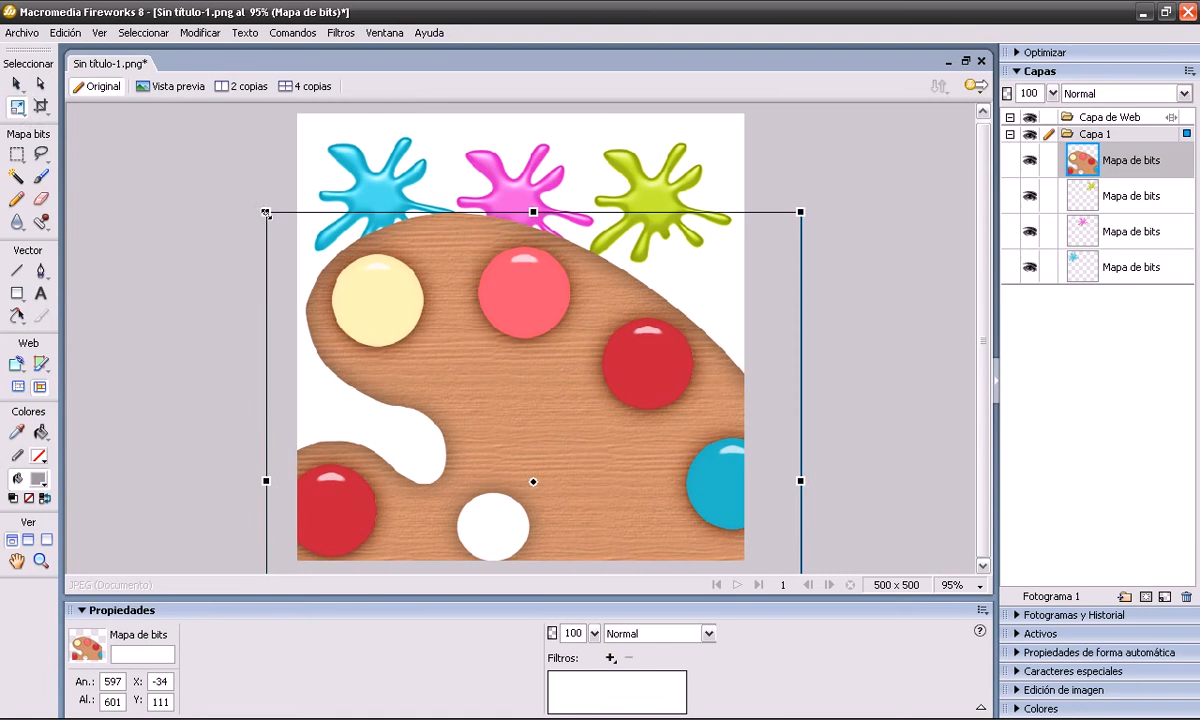 Macromedia Fireworks 8 - [Sin título-1.png al 95% (Mapa de bits)*]
Archivo Edición Ver Seleccionar Modificar Texto Comandos Filtros Ventana Ayuda
Seleccionar
Mapa bits
Vector
Web
Colores
Ver
Sin título-1.png*
Original Vista previa 2 copias 4 copias
JPEG (Documento)
1 500 x 500 95%
Propiedades
Mapa de bits
An.: 597 X: -34
Al.: 601 Y: 111
100 Normal
Filtros:
Optimizar
Capas
100 Normal
Capa de Web
Capa 1
Mapa de bits
Mapa de bits
Mapa de bits
Mapa de bits
Fotograma 1
Fotogramas y Historial
Activos
Propiedades de forma automática
Caracteres especiales
Edición de imagen
Colores